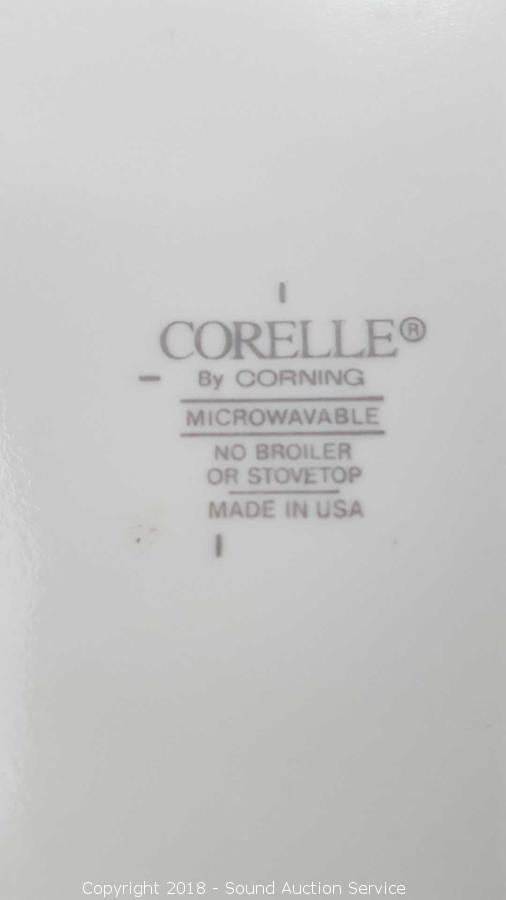 CORELLE®
By CORNING
MICROWAVABLE
NO BROILER
OR STOVETOP
MADE IN USA
Copyright 2018 - Sound Auction Service